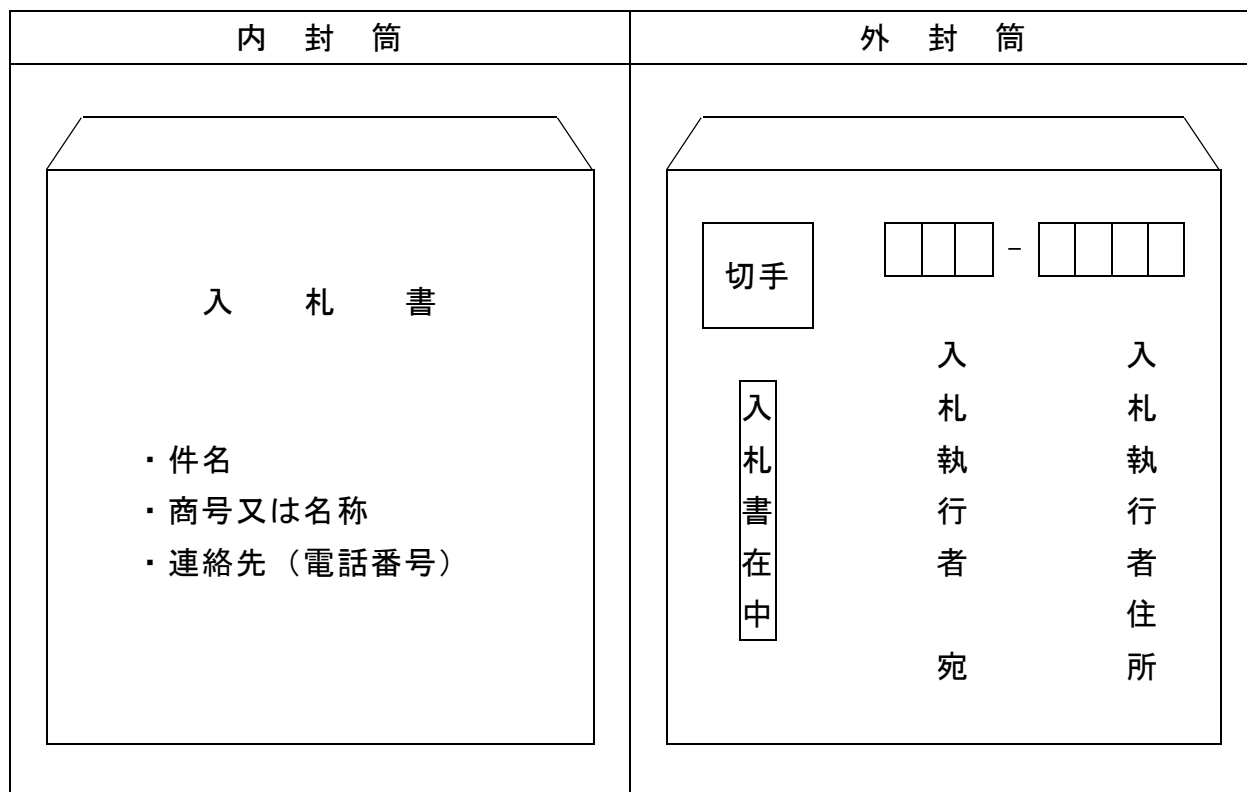 内封筒
外封筒
入札書
・件名
・商号又は名称
・連絡先（電話番号）
切手
-
入札執行者住所
入札執行者 宛
入札書在中